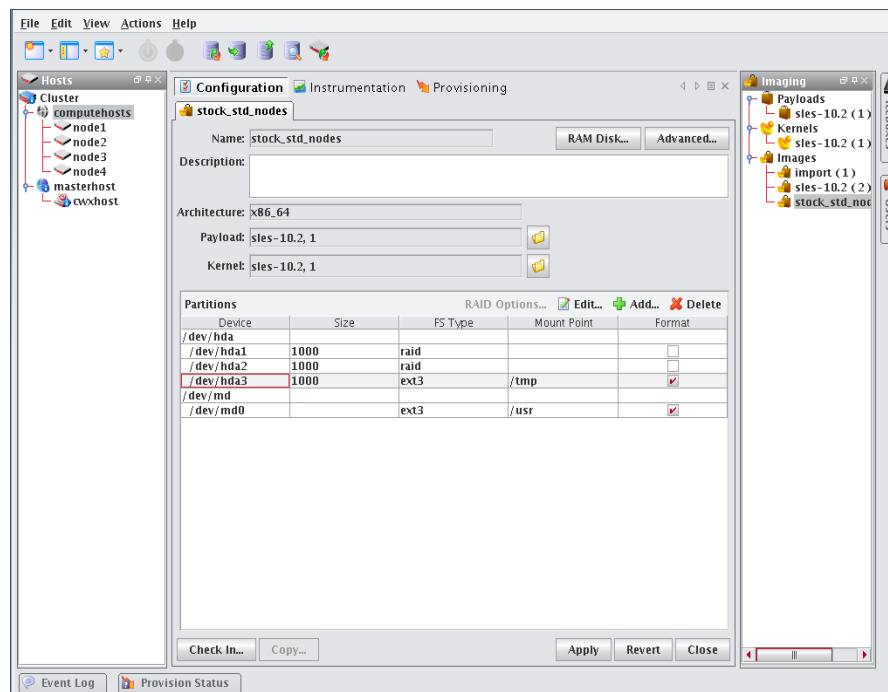 File Edit View Actions Help
Hosts
Cluster
computehosts
node1
node2
node3
node4
masterhost
cwxhost
Configuration Instrumentation Provisioning
stock_std_nodes
Name: stock_std_nodes RAM Disk... Advanced...
Description:
Architecture: x86_64
Payload: sles-10.2, 1
Kernel: sles-10.2, 1
Partitions RAID Options... Edit... Add... Delete
Device Size FS Type Mount Point Format
/dev/hda
/dev/hda1 1000 raid
/dev/hda2 1000 raid
/dev/hda3 1000 ext3 /tmp
/dev/md
/dev/md0 ext3 /usr
Check In... Copy... Apply Revert Close
Imaging
Payloads
sles-10.2 (1)
Kernels
sles-10.2 (1)
Images
import (1)
sles-10.2 (2)
stock_std_nod
Event Log Provision Status